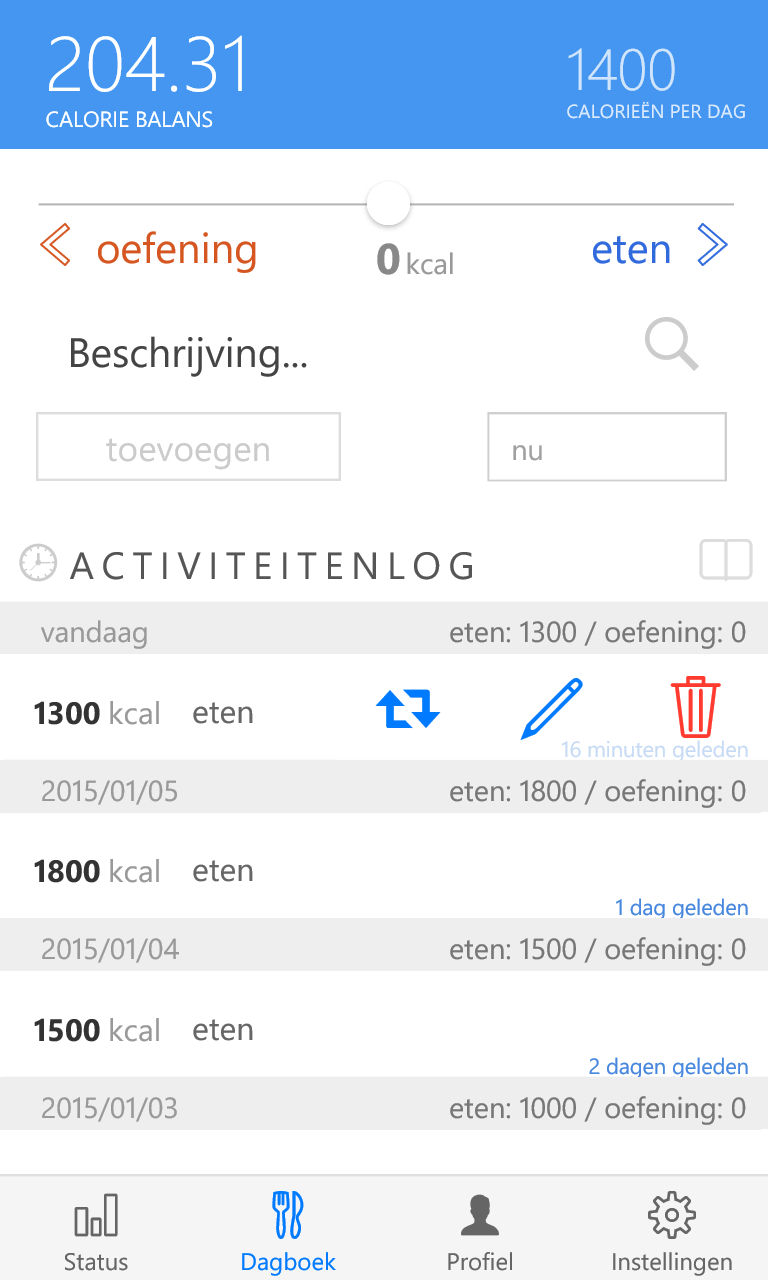 204.31
1400
CALORIE BALANS
CALORIEËN PER DAG
oefening
0 kcal
eten
Beschrijving...
toevoegen
nu
ACTIVITEITENLOG
vandaag
eten: 1300 / oefening: 0
1300 kcal eten
16 minuten geleden
2015/01/05
eten: 1800 / oefening: 0
1800 kcal eten
1 dag geleden
2015/01/04
eten: 1500 / oefening: 0
1500 kcal eten
2 dagen geleden
2015/01/03
eten: 1000 / oefening: 0
Status
Dagboek
Profiel
Instellingen